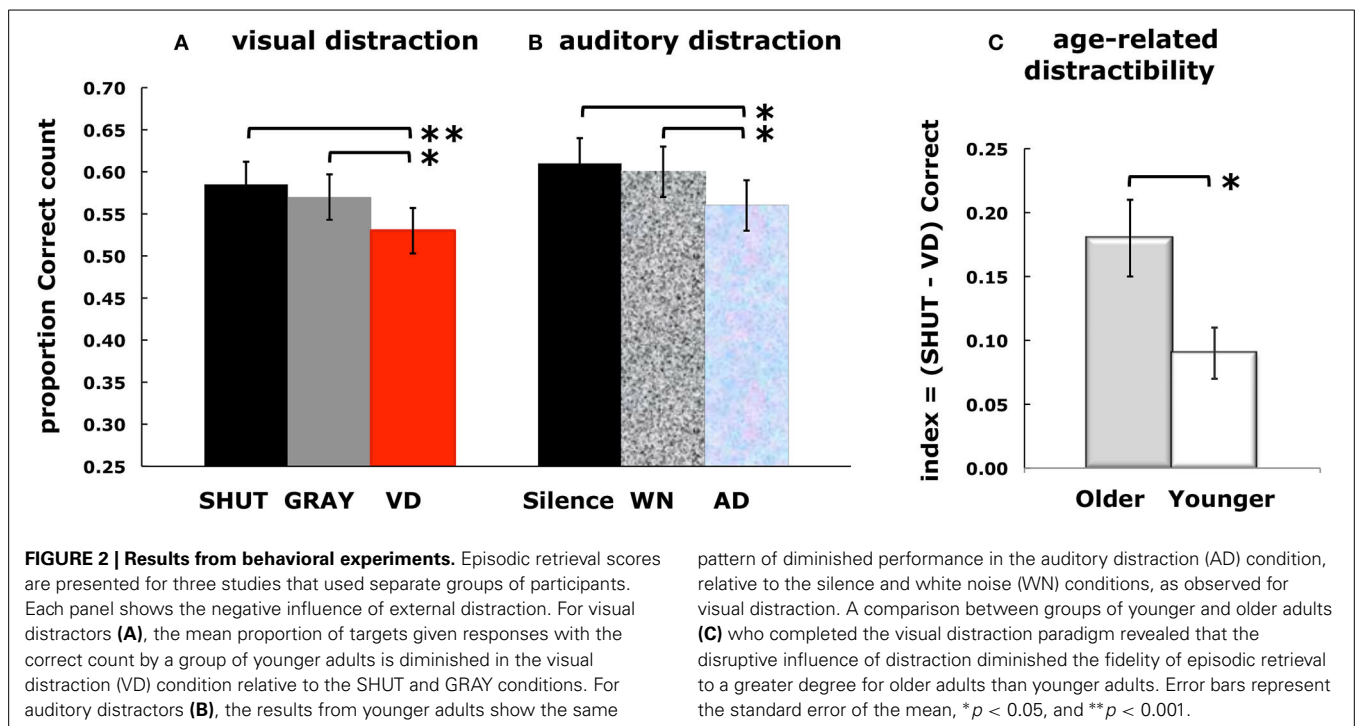 A visual distraction
B auditory distraction
C age-related
distractibility
proportion Correct count
0.70
0.65
0.60
0.55
0.50
0.45
0.40
0.35
0.30
0.25
**
*
SHUT GRAY VD
*
*
Silence WN AD
index = (SHUT - VD) Correct
0.25
0.20
0.15
0.10
0.05
0.00
*
Older Younger
FIGURE 2 | Results from behavioral experiments. Episodic retrieval scores
are presented for three studies that used separate groups of participants.
Each panel shows the negative influence of external distraction. For visual
distractors (A), the mean proportion of targets given responses with the
correct count by a group of younger adults is diminished in the visual
distraction (VD) condition relative to the SHUT and GRAY conditions. For
auditory distractors (B), the results from younger adults show the same
pattern of diminished performance in the auditory distraction (AD) condition,
relative to the silence and white noise (WN) conditions, as observed for
visual distraction. A comparison between groups of younger and older adults
(C) who completed the visual distraction paradigm revealed that the
disruptive influence of distraction diminished the fidelity of episodic retrieval
to a greater degree for older adults than younger adults. Error bars represent
the standard error of the mean, *p < 0.05, and **p < 0.001.